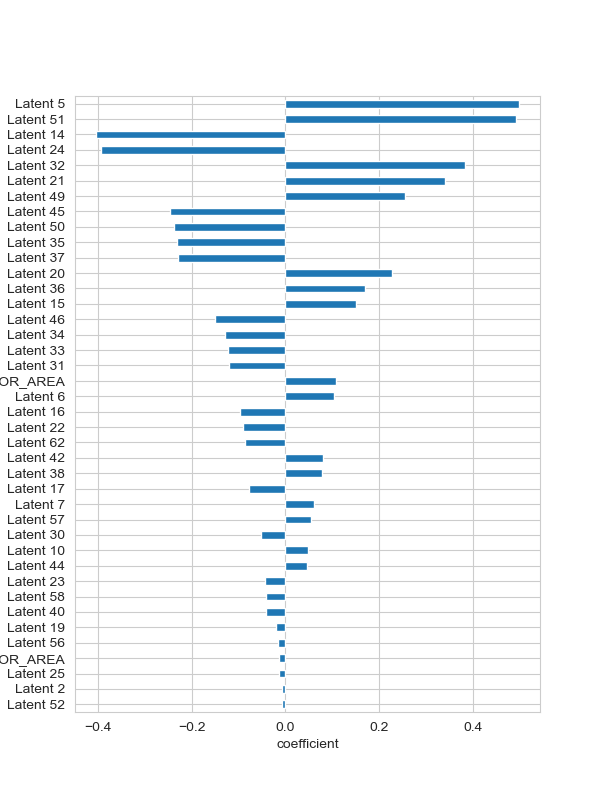 Latent 5
Latent 51
Latent 14
Latent 24
Latent 32
Latent 21
Latent 49
Latent 45
Latent 50
Latent 35
Latent 37
Latent 20
Latent 36
Latent 15
Latent 46
Latent 34
Latent 33
Latent 31
OR_AREA
Latent 6
Latent 16
Latent 22
Latent 62
Latent 42
Latent 38
Latent 17
Latent 7
Latent 57
Latent 30
Latent 10
Latent 44
Latent 23
Latent 58
Latent 40
Latent 19
Latent 56
OR_AREA
Latent 25
Latent 2
Latent 52
−0.4 −0.2 0.0 0.2 0.4
coefficient